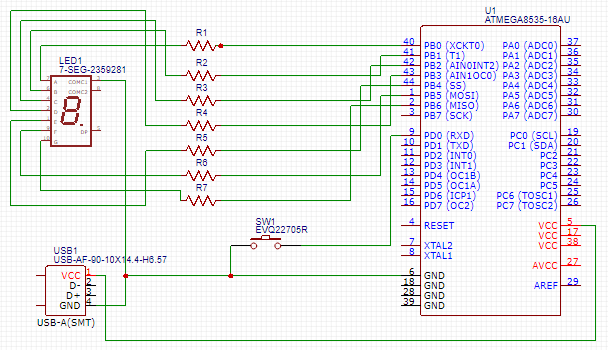 U1
ATMEGA8535-16AU
40 PB0 (XCKT0) PA0 (ADC0) 37
41 PB1 (T1) PA1 (ADC1) 36
42 PB2 (AIN0INT2) PA2 (ADC2) 35
43 PB3 (AIN1OC0) PA3 (ADC3) 34
44 PB4 (SS) PA4 (ADC4) 33
1 PB5 (MOSI) PA5 (ADC5) 32
2 PB6 (MISO) PA6 (ADC6) 31
3 PB7 (SCK) PA7 (ADC7) 30
9 PD0 (RXD) PC0 (SCL) 19
10 PD1 (TXD) PC1 (SDA) 20
11 PD2 (INT0) PC2 21
12 PD3 (INT1) PC3 22
13 PD4 (OC1B) PC4 23
14 PD5 (OC1A) PC5 24
15 PD6 (ICP1) PC6 (TOSC1) 25
16 PD7 (OC2) PC7 (TOSC2) 26
4 RESET VCC 5
VCC 17
7 XTAL2 VCC 38
8 XTAL1
AVCC 27
6 GND
18 GND AREF 29
28 GND
39 GND
R1
R2
R3
R4
R5
R6
R7
LED1
7-SEG-2359281
A COMC1
B COMC2
C
D
E
F DP
G
SW1
EVQ22705R
USB1
USB-AF-90-10X14.4-H6.57
VCC 1
D- 2
D+ 3
GND 4
USB-A(SMT)